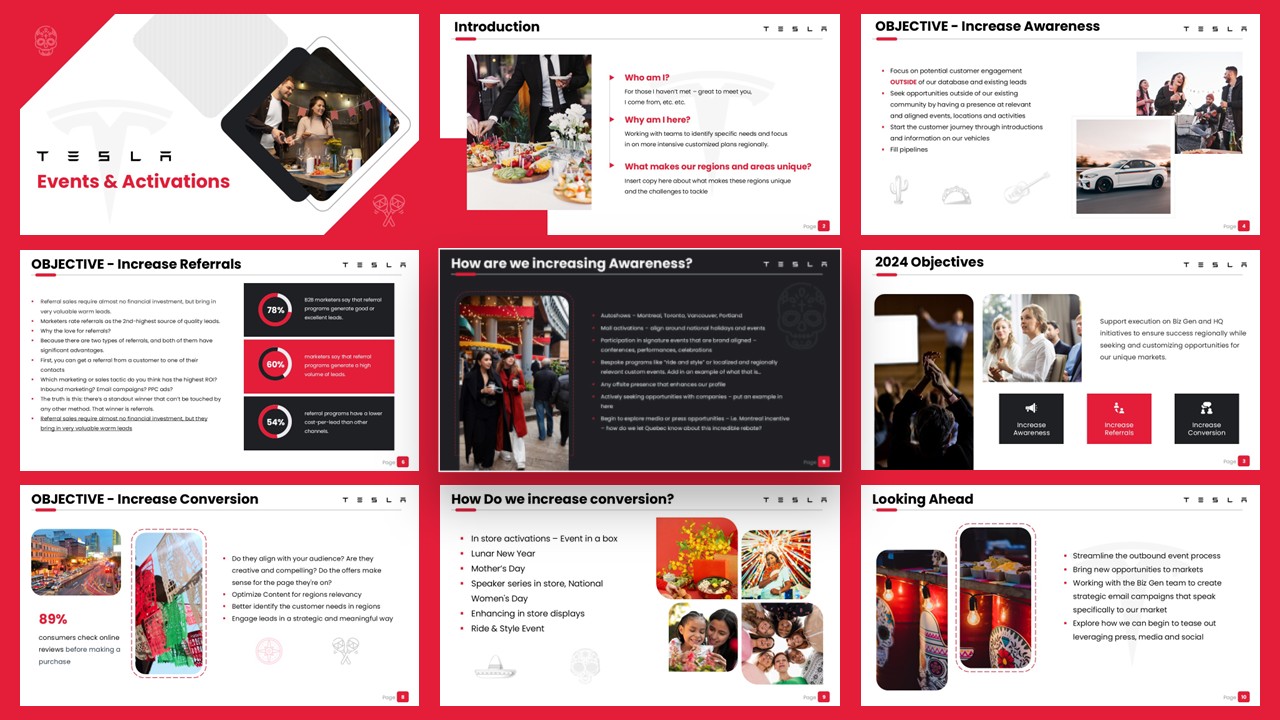 TESLA
Events & Activations
Introduction
TESLA
Who am I?
For those I haven't met – great to meet you,
I come from, etc. etc.
Why am I here?
Working with teams to identify specific needs and focus
in on more intensive customized plans regionally.
What makes our regions and areas unique?
Insert copy here about what makes these regions unique
and the challenges to tackle
Page 2
OBJECTIVE - Increase Awareness
TESLA
Focus on potential customer engagement
OUTSIDE of our database and existing leads
Seek opportunities outside of our existing
community by having a presence at relevant
and aligned events, locations and activities
Start the customer journey through introductions
and information on our vehicles
Fill pipelines
Page 4
OBJECTIVE - Increase Referrals
TESLA
Referral sales require almost no financial investment, but bring in
very valuable warm leads.
Marketers rate referrals as the 2nd-highest source of quality leads.
Why the love for referrals?
Because there are two types of referrals, and both of them have
significant advantages.
First, you can get a referral from a customer to one of their
contacts
Which marketing or sales tactic do you think has the highest ROI?
Inbound marketing? Email campaigns? PPC ads?
The truth is this: there's a standout winner that can't be touched by
any other method. That winner is referrals.
Referral sales require almost no financial investment, but they
bring in very valuable warm leads
78%
B2B marketers say that referral
programs generate good or
excellent leads.
60%
marketers say that referral
programs generate a high
volume of leads.
54%
referral programs have a lower
cost-per-lead than other
channels.
Page 6
How are we increasing Awareness?
TESLA
Autoshows – Montreal, Toronto, Vancouver, Portland
Mall activations – align around national holidays and events
Participation in signature events that are brand aligned –
conferences, performances, celebrations
Bespoke programs like "ride and style" or localized and regionally
relevant custom events. Add in example of what that is...
Any offsite presence that enhances our profile
Actively seeking opportunities with companies – put an example in
here
Begin to explore media or press opportunities – i.e. Montreal incentive
– how do we let Quebec know about this incredible rebate?
Page 5
2024 Objectives
TESLA
Support execution on Biz Gen and HQ
initiatives to ensure success regionally while
seeking and customizing opportunities for
our unique markets.
Increase
Awareness
Increase
Referrals
Increase
Conversion
Page 3
OBJECTIVE - Increase Conversion
TESLA
89%
consumers check online
reviews before making a
purchase
Do they align with your audience? Are they
creative and compelling? Do the offers make
sense for the page they're on?
Optimize Content for regions relevancy
Better identify the customer needs in regions
Engage leads in a strategic and meaningful way
Page 8
How Do we increase conversion?
TESLA
In store activations – Event in a box
Lunar New Year
Mother's Day
Speaker series in store, National
Women's Day
Enhancing in store displays
Ride & Style Event
Page 9
Looking Ahead
TESLA
Streamline the outbound event process
Bring new opportunities to markets
Working with the Biz Gen team to create
strategic email campaigns that speak
specifically to our market
Explore how we can begin to tease out
leveraging press, media and social
Page 10